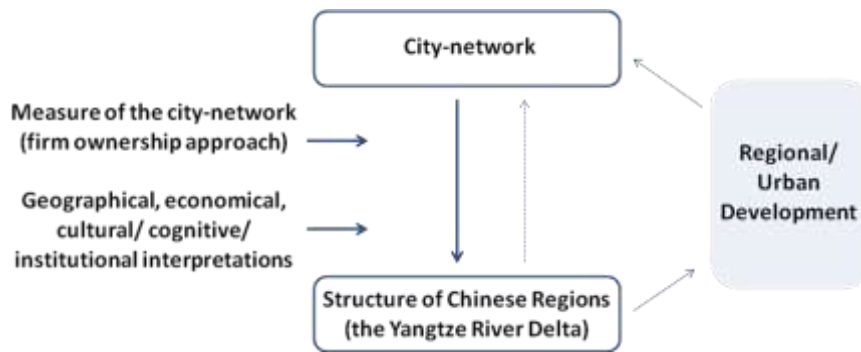 City-network
Measure of the city-network
(firm ownership approach)
Geographical, economical,
cultural/ cognitive/
institutional interpretations
Regional/
Urban
Development
Structure of Chinese Regions
(the Yangtze River Delta)